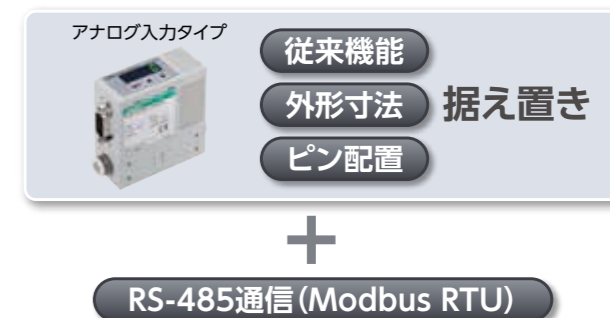 アナログ入力タイプ
従来機能
外形寸法
据え置き
ピン配置
+
RS-485通信(Modbus RTU)